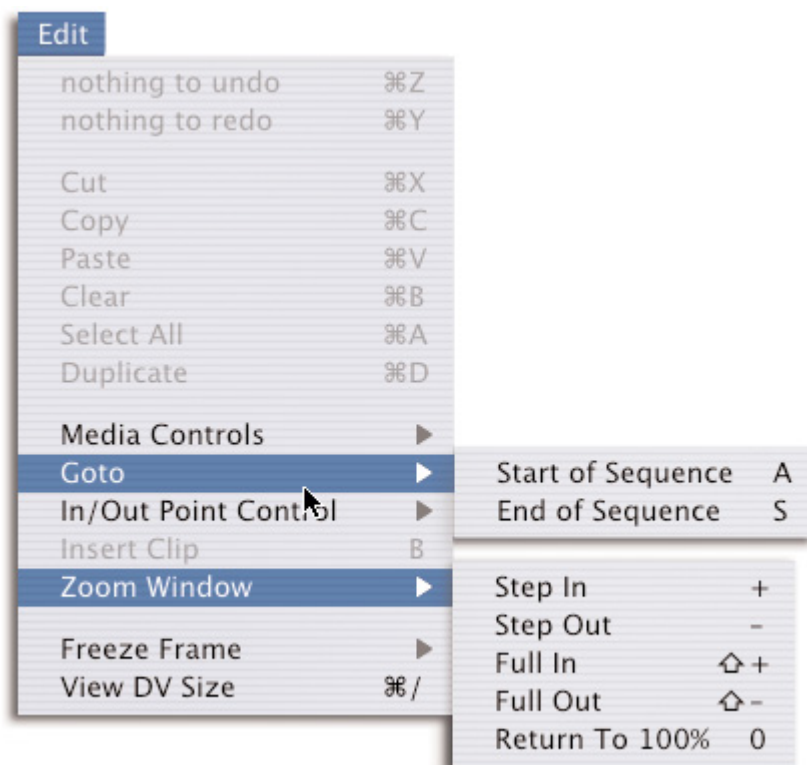 Edit
nothing to undo ⌘Z
nothing to redo ⌘Y
Cut ⌘X
Copy ⌘C
Paste ⌘V
Clear ⌘B
Select All ⌘A
Duplicate ⌘D
Media Controls
Goto
In/Out Point Control
Insert Clip B
Zoom Window
Freeze Frame
View DV Size ⌘/
Start of Sequence A
End of Sequence S
Step In +
Step Out -
Full In ⇧+
Full Out ⇧-
Return To 100% 0